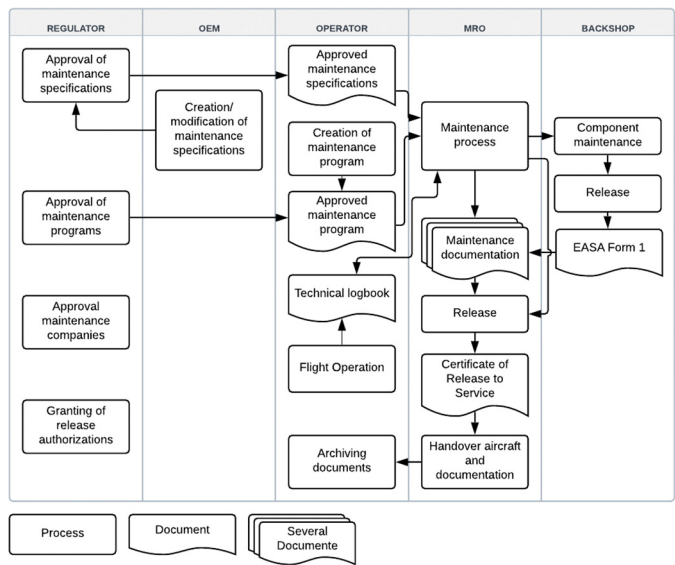 REGULATOR
OEM
OPERATOR
MRO
BACKSHOP
Approval of
maintenance
specifications
Creation/
modification of
maintenance
specifications
Approved
maintenance
specifications
Creation of
maintenance
program
Maintenance
process
Component
maintenance
Approval of
maintenance
programs
Approved
maintenance
program
Release
Maintenance
documentation
EASA Form 1
Technical logbook
Approval
maintenance
companies
Release
Flight Operation
Certificate of
Release to
Service
Granting of
release
authorizations
Archiving
documents
Handover aircraft
and
documentation
Process
Document
Several
Documente